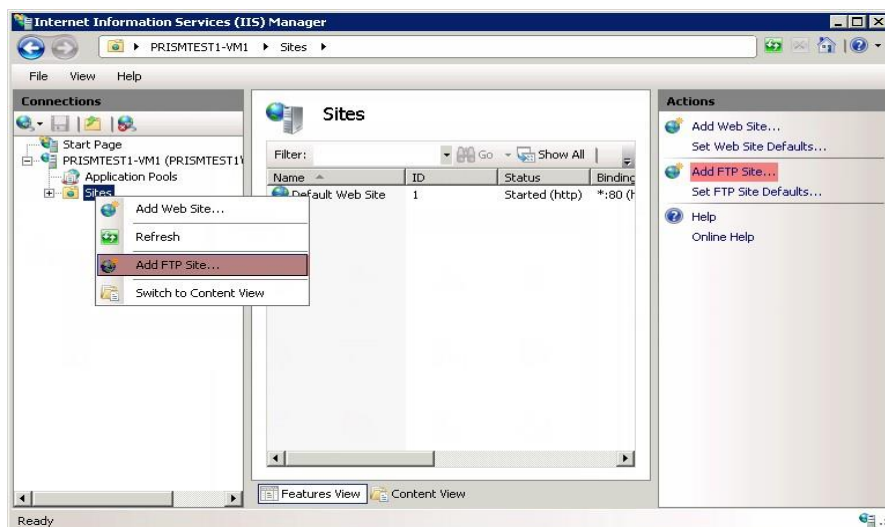 Internet Information Services (IIS) Manager
PRISMTEST1-VM1 Sites
File View Help
Connections
Start Page
PRISMTEST1-VM1 (PRISMTEST1\
Application Pools
Sites
Add Web Site...
Refresh
Add FTP Site...
Switch to Content View
Sites
Filter: Go Show All
Name ID Status Binding
Default Web Site 1 Started (http) *:80 (h
Features View Content View
Actions
Add Web Site...
Set Web Site Defaults...
Add FTP Site...
Set FTP Site Defaults...
Help
Online Help
Ready